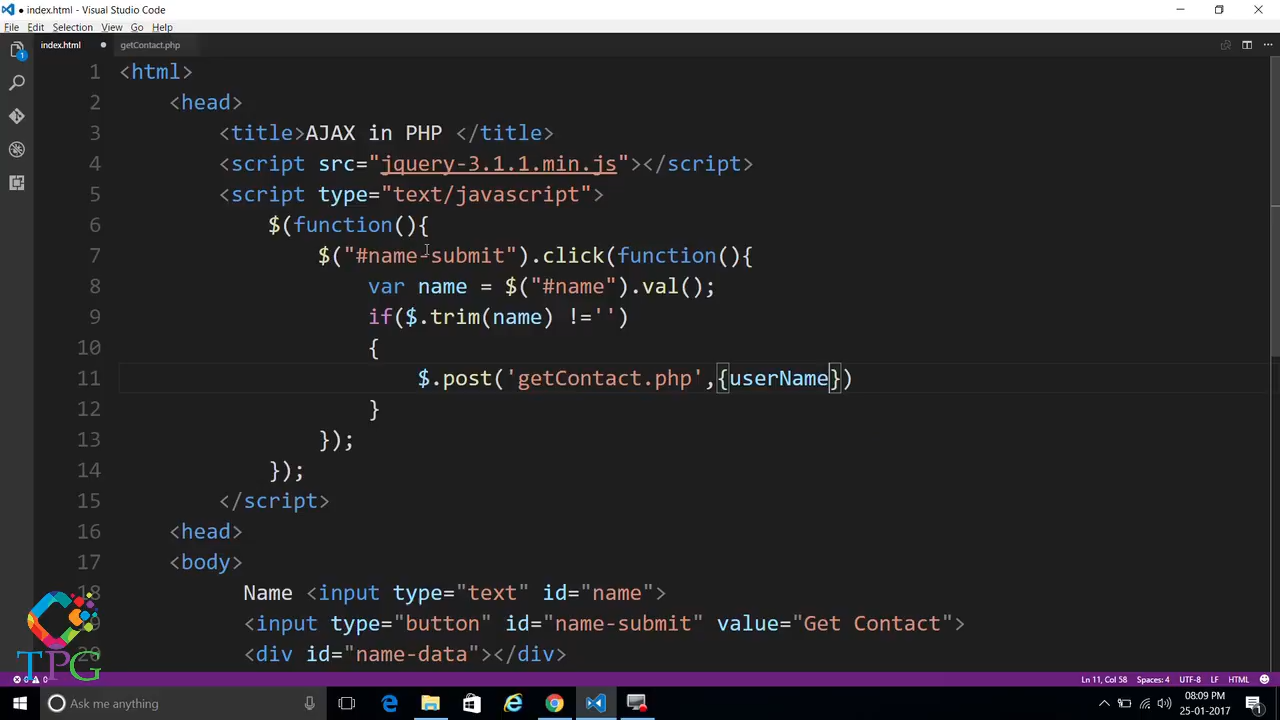 ● index.html - Visual Studio Code
File Edit Selection View Go Help
index.html ● getContact.php
1 <html>
2 <head>
3 <title>AJAX in PHP </title>
4 <script src="jquery-3.1.1.min.js"></script>
5 <script type="text/javascript">
6 $(function(){
7 $("#name-submit").click(function(){
8 var name = $("#name").val();
9 if($.trim(name) !='')
10 {
11 $.post('getContact.php',{userName})
12 }
13 });
14 });
15 </script>
16 <head>
17 <body>
18 Name <input type="text" id="name">
19 <input type="button" id="name-submit" value="Get Contact">
20 <div id="name-data"></div>
TPG
0 0 Ln 11, Col 58 Spaces: 4 UTF-8 LF HTML
Ask me anything
08:09 PM
25-01-2017